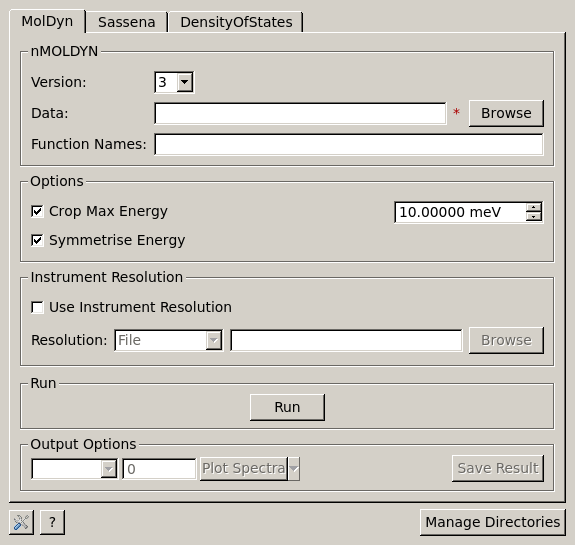 MolDyn Sassena DensityOfStates
nMOLDYN
Version: 3
Data: * Browse
Function Names:
Options
Crop Max Energy 10.00000 meV
Symmetrise Energy
Instrument Resolution
Use Instrument Resolution
Resolution: File Browse
Run
Run
Output Options
0 Plot Spectra Save Result
? Manage Directories